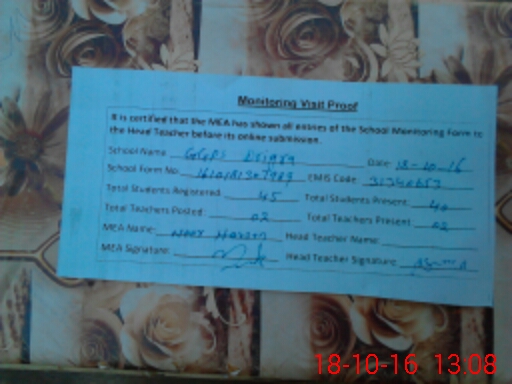 Monitoring Visit Proof
It is certified that the MEA has shown all entries of the School Monitoring Form to
the Head Teacher before its online submission.
School Name GGPS Date: 18-10-16
School Form No. EMIS Code
Total Students Registered: 45 Total Students Present: 40
Total Teachers Posted: 02 Total Teachers Present: 02
MEA Name: Head Teacher Name:
MEA Signature: Head Teacher Signature
18-10-16 13:08